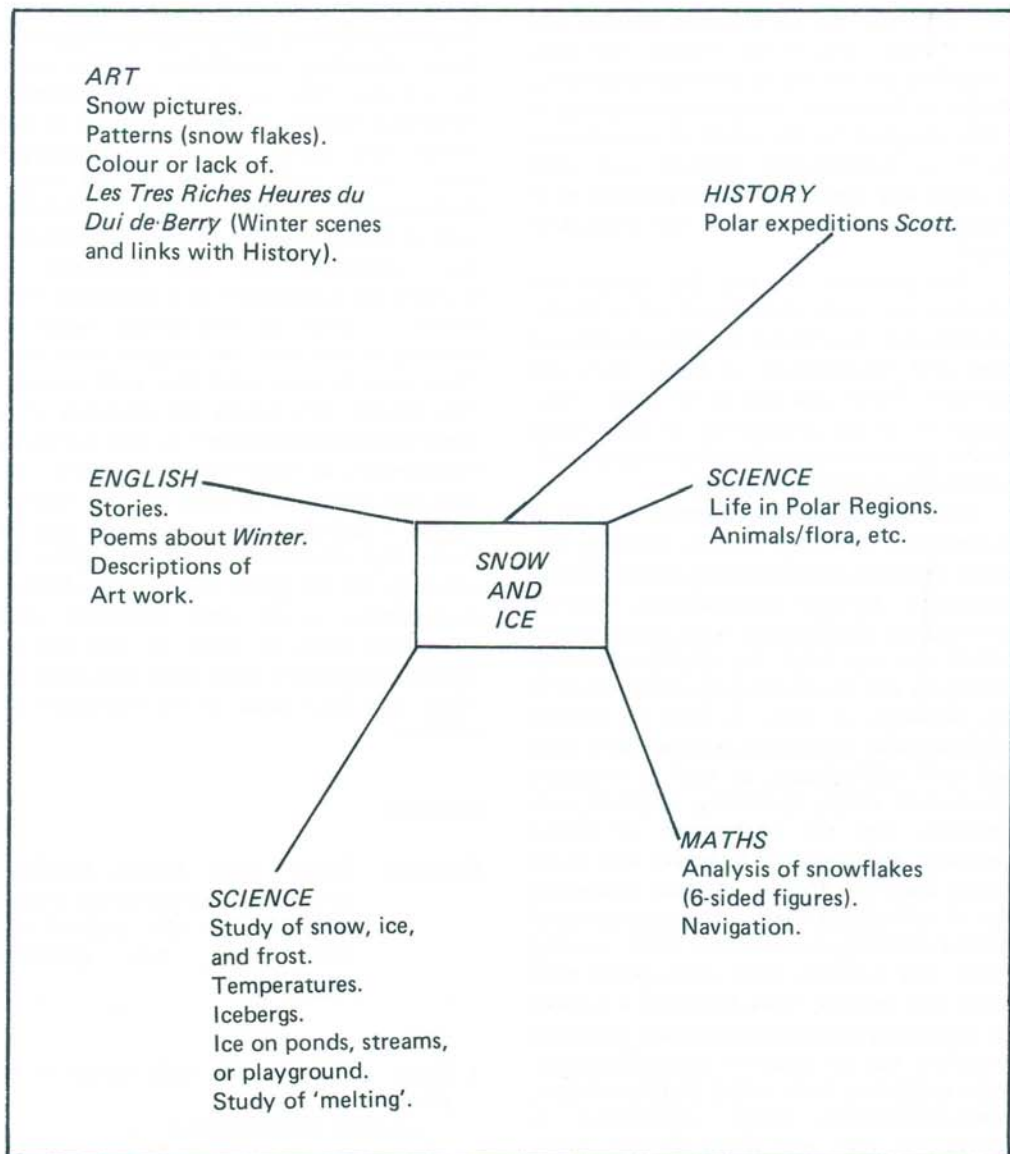 ART
Snow pictures.
Patterns (snow flakes).
Colour or lack of.
Les Tres Riches Heures du
Dui de·Berry (Winter scenes
and links with History).
HISTORY
Polar expeditions Scott.
ENGLISH
Stories.
Poems about Winter.
Descriptions of
Art work.
SNOW
AND
ICE
SCIENCE
Life in Polar Regions.
Animals/flora, etc.
SCIENCE
Study of snow, ice,
and frost.
Temperatures.
Icebergs.
Ice on ponds, streams,
or playground.
Study of ‘melting’.
MATHS
Analysis of snowflakes
(6-sided figures).
Navigation.